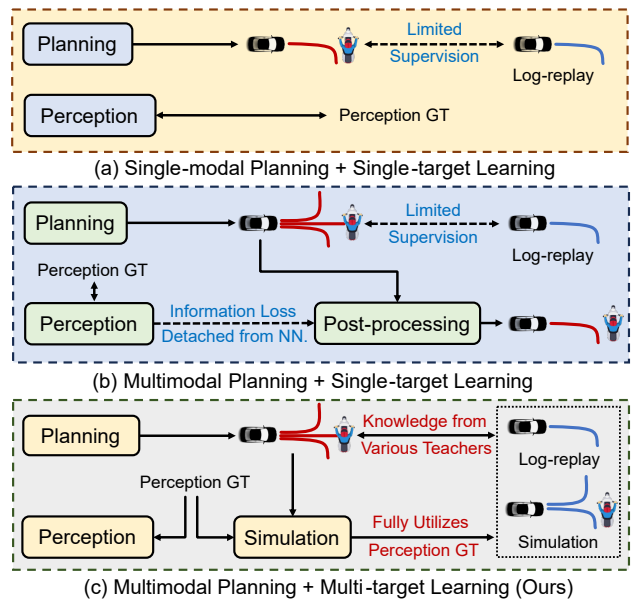 Planning
Limited
Supervision
Log-replay
Perception
Perception GT
(a) Single-modal Planning + Single-target Learning
Planning
Limited
Supervision
Log-replay
Perception GT
Perception
Information Loss
Detached from NN.
Post-processing
(b) Multimodal Planning + Single-target Learning
Planning
Knowledge from
Various Teachers
Log-replay
Perception GT
Perception
Simulation
Fully Utilizes
Perception GT
Simulation
(c) Multimodal Planning + Multi-target Learning (Ours)